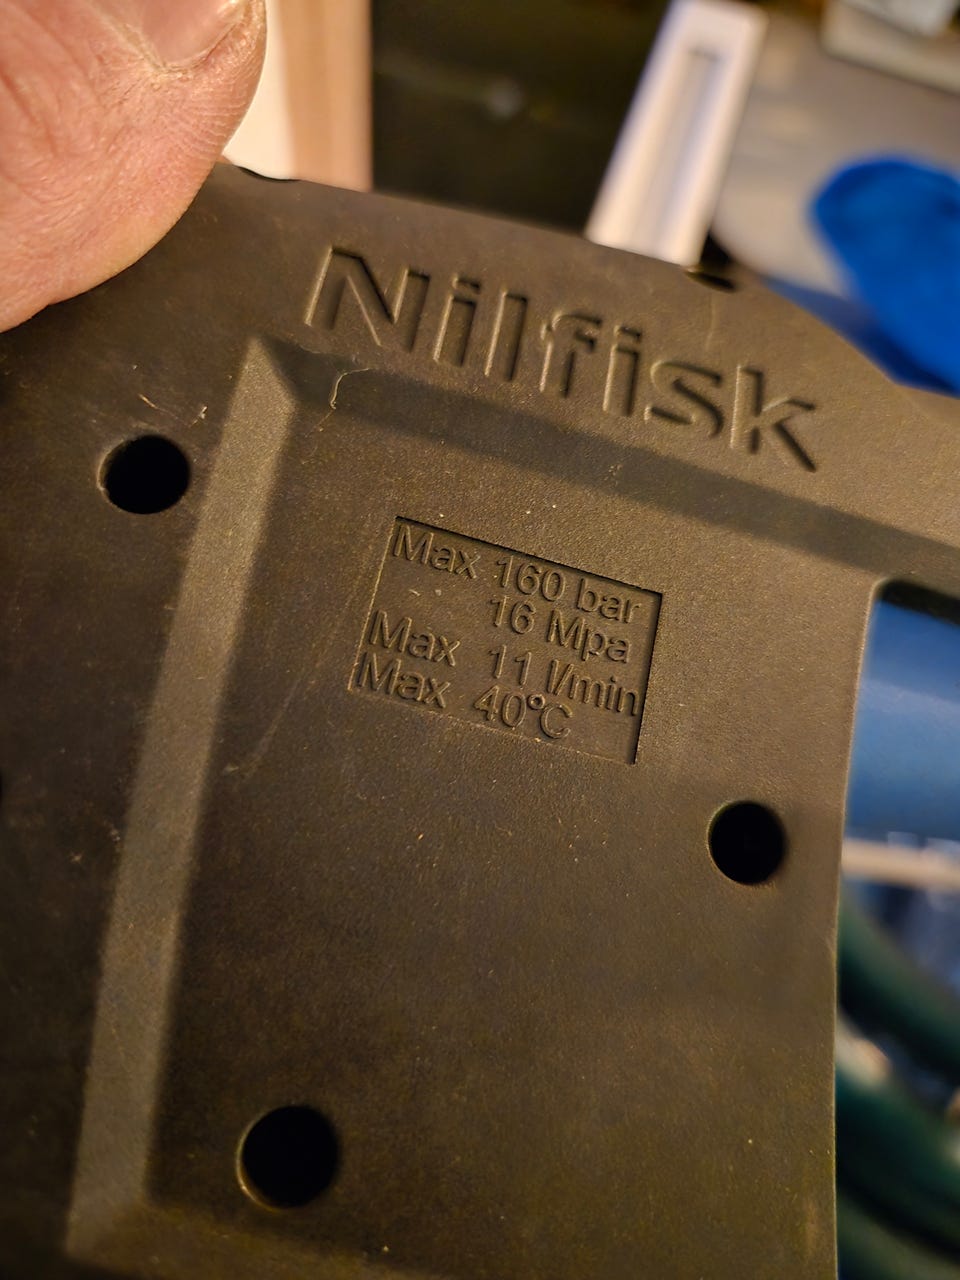 Nilfisk
Max 160 bar
16 Mpa
Max 11 l/min
Max 40°C